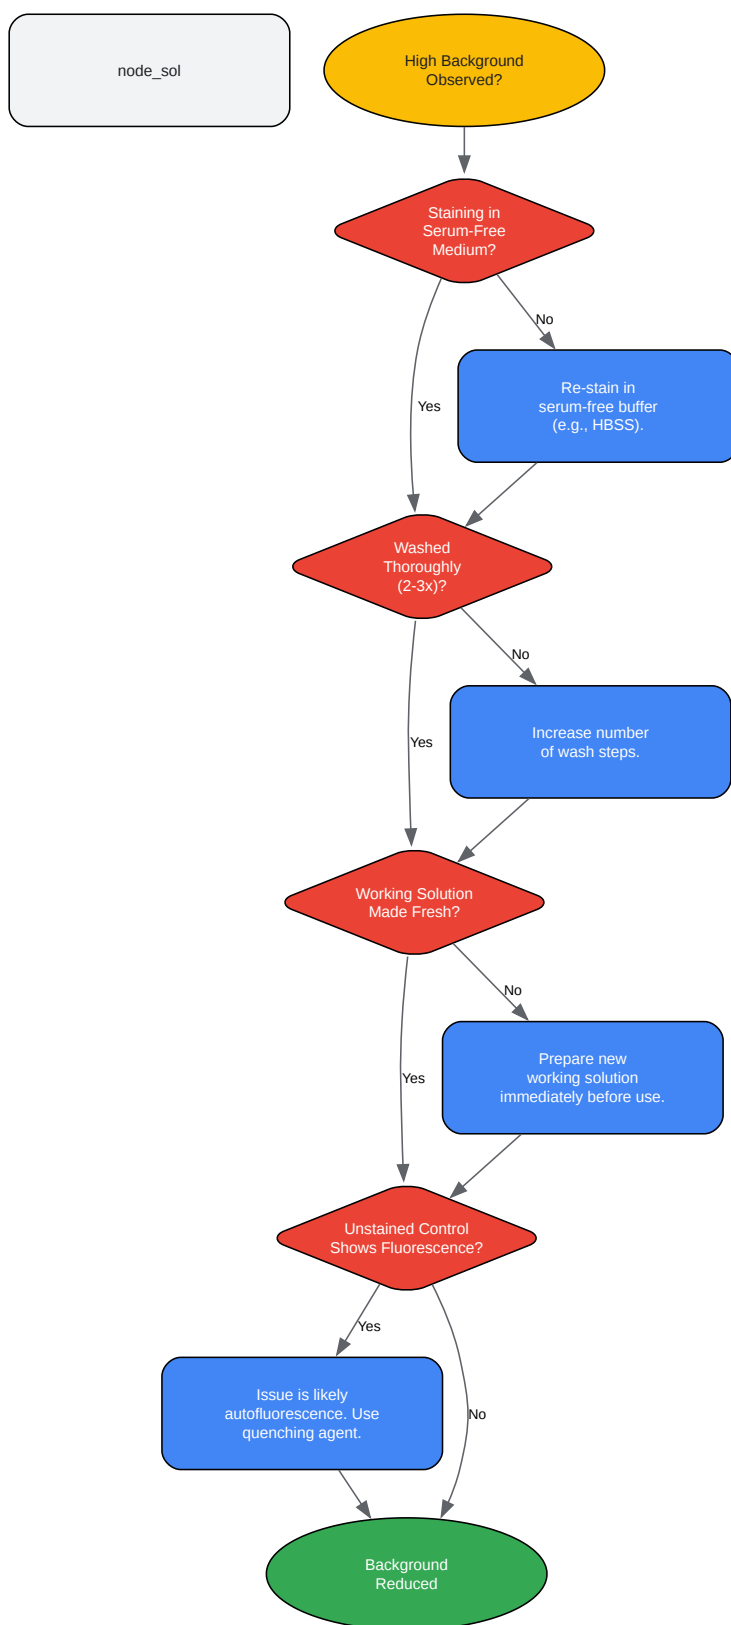 node_sol
High Background
Observed?
Staining in
Serum-Free
Medium?
No
Re-stain in
serum-free buffer
(e.g., HBSS).
Yes
Washed
Thoroughly
(2-3x)?
No
Increase number
of wash steps.
Yes
Working Solution
Made Fresh?
No
Prepare new
working solution
immediately before use.
Yes
Unstained Control
Shows Fluorescence?
Yes
Issue is likely
autofluorescence. Use
quenching agent.
No
Background
Reduced